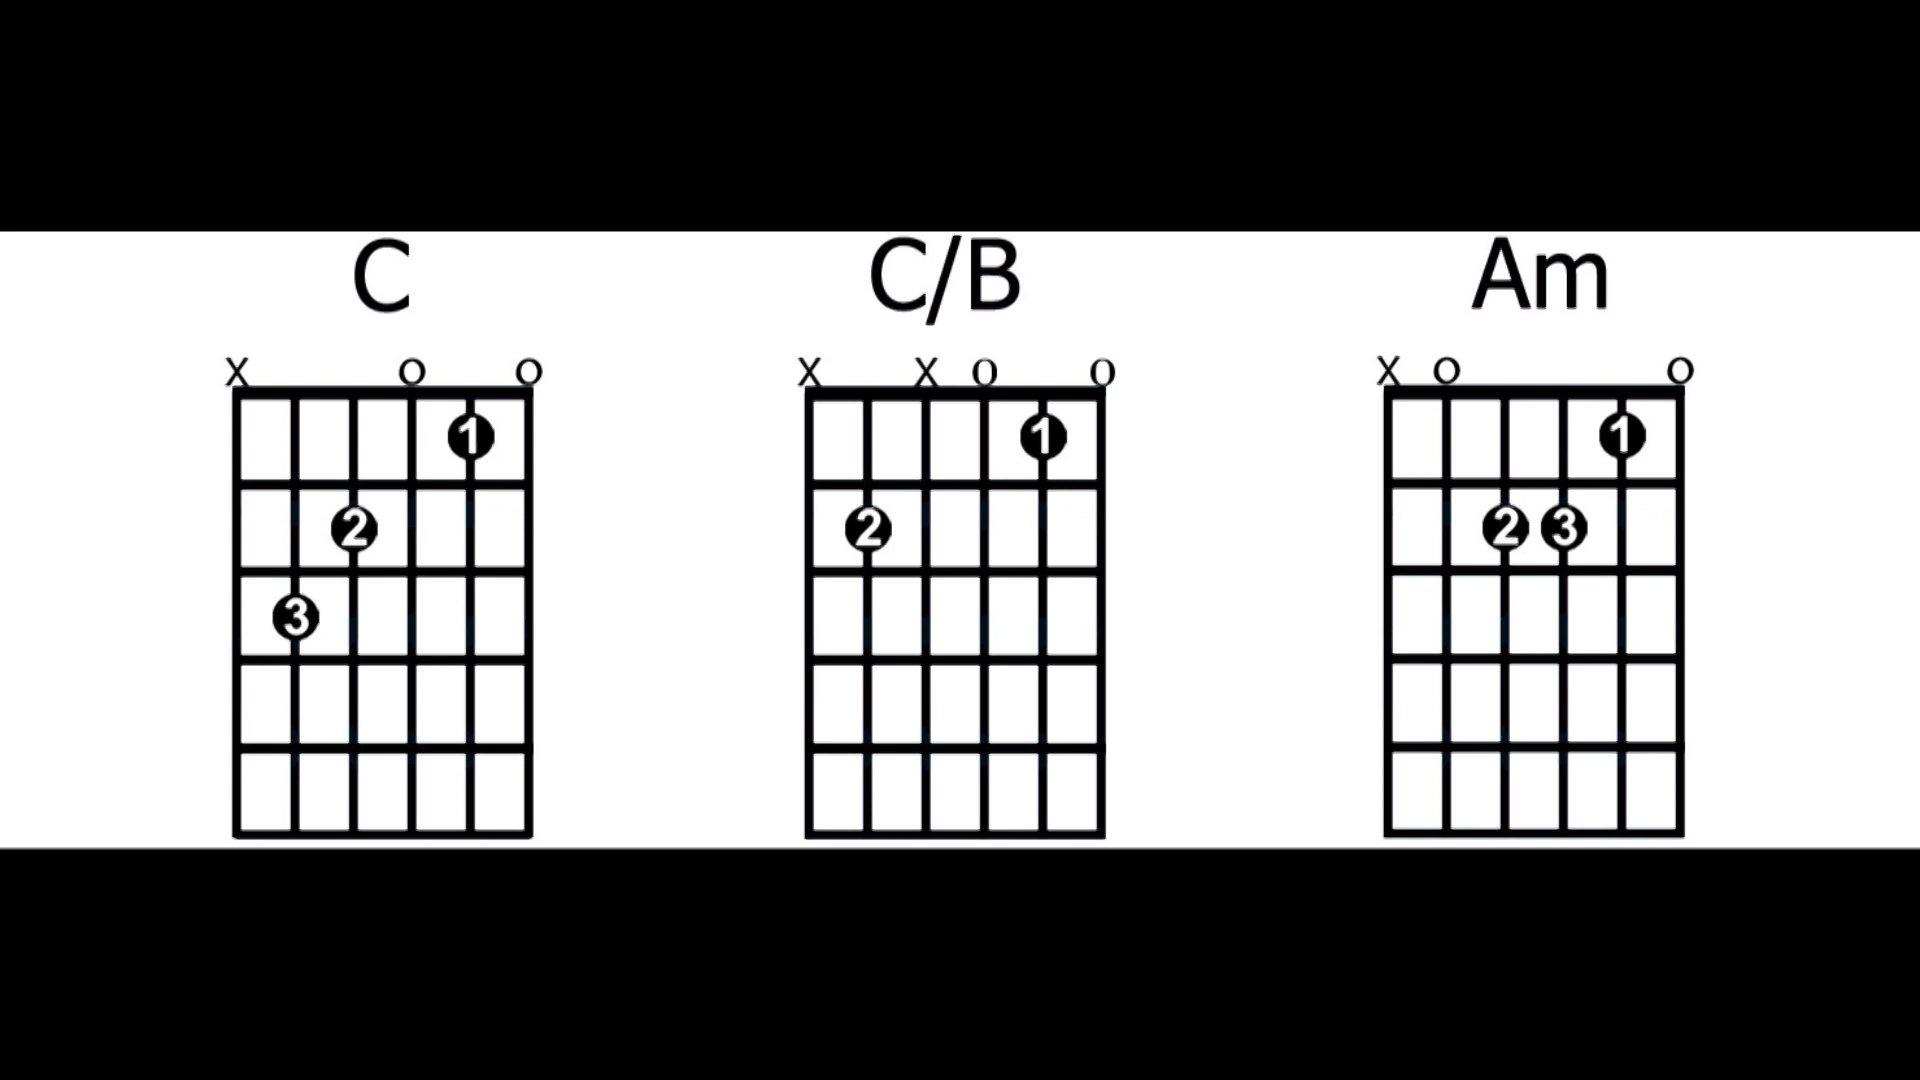 C C/B Am
X O O X X O O X O O
1 1 1
2 2 2 3
3